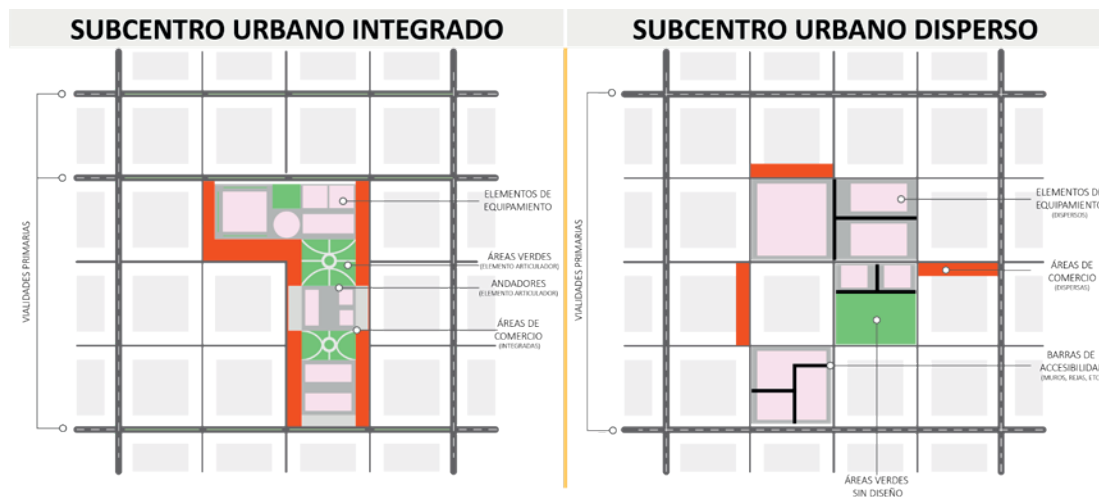 SUBCENTRO URBANO INTEGRADO
VIALIDADES PRIMARIAS
ELEMENTOS DE
EQUIPAMIENTO
ÁREAS VERDES
(ELEMENTO ARTICULADOR)
ANDADORES
(ELEMENTO ARTICULADOR)
ÁREAS DE
COMERCIO
(INTEGRADAS)
SUBCENTRO URBANO DISPERSO
VIALIDADES PRIMARIAS
ELEMENTOS DE
EQUIPAMIENTO
(DISPERSOS)
ÁREAS DE
COMERCIO
(DISPERSAS)
BARRAS DE
ACCESIBILIDA
(MUROS, REJAS, ETC
ÁREAS VERDES
SIN DISEÑO